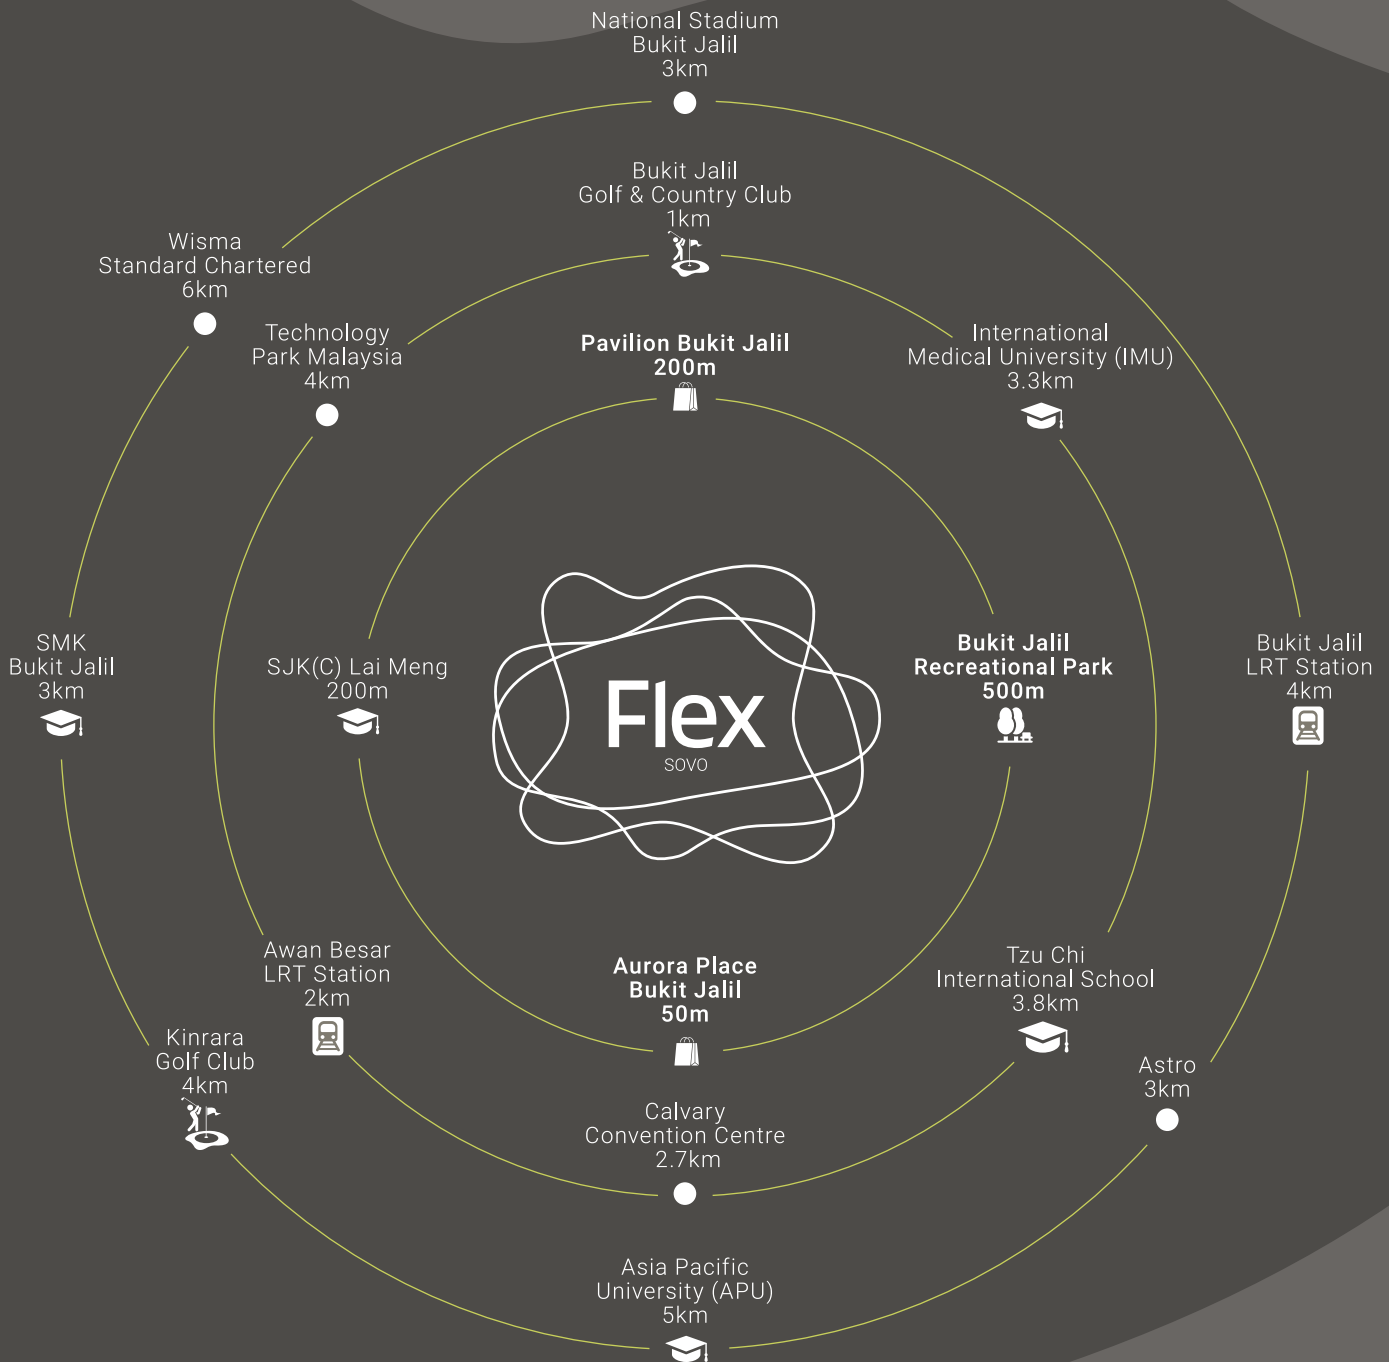 National Stadium
Bukit Jalil
3km
Bukit Jalil
Golf & Country Club
1km
Wisma
Standard Chartered
6km
Technology
Park Malaysia
4km
Pavilion Bukit Jalil
200m
International
Medical University (IMU)
3.3km
SMK
Bukit Jalil
3km
SJK(C) Lai Meng
200m
Flex
SOVO
Bukit Jalil
Recreational Park
500m
Bukit Jalil
LRT Station
4km
Awan Besar
LRT Station
2km
Aurora Place
Bukit Jalil
50m
Tzu Chi
International School
3.8km
Kinrara
Golf Club
4km
Astro
3km
Calvary
Convention Centre
2.7km
Asia Pacific
University (APU)
5km